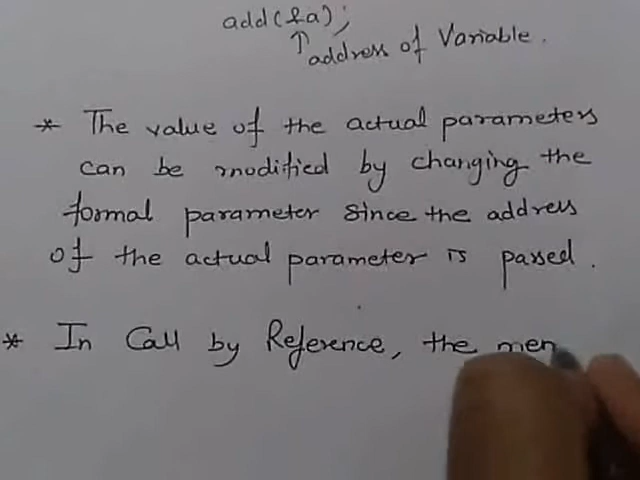 add(&a);
↑ address of Variable.
* The value of the actual parameters
can be modified by changing the
formal parameter since the address
of the actual parameter is passed.
* In Call by Reference, the mem